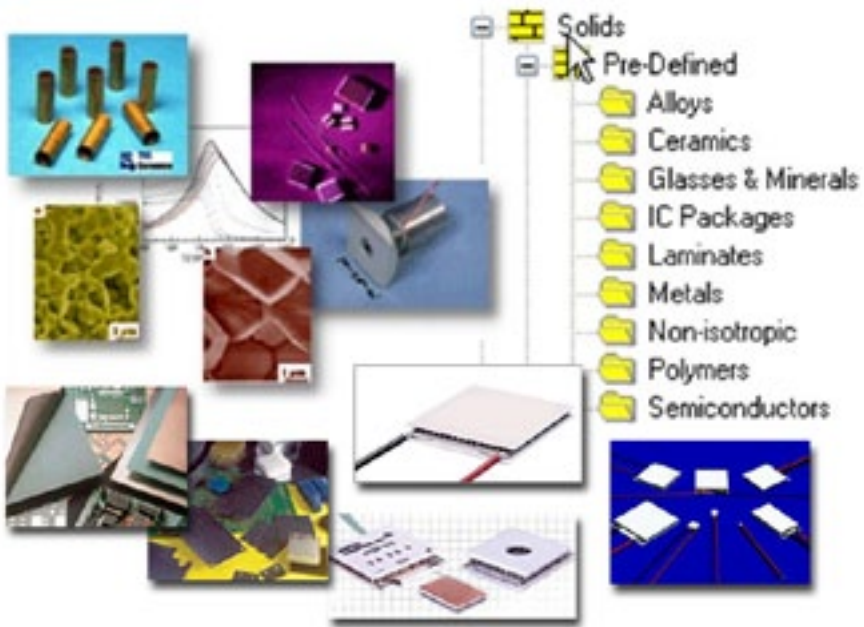 Solids
Pre-Defined
Alloys
Ceramics
Glasses & Minerals
IC Packages
Laminates
Metals
Non-isotropic
Polymers
Semiconductors